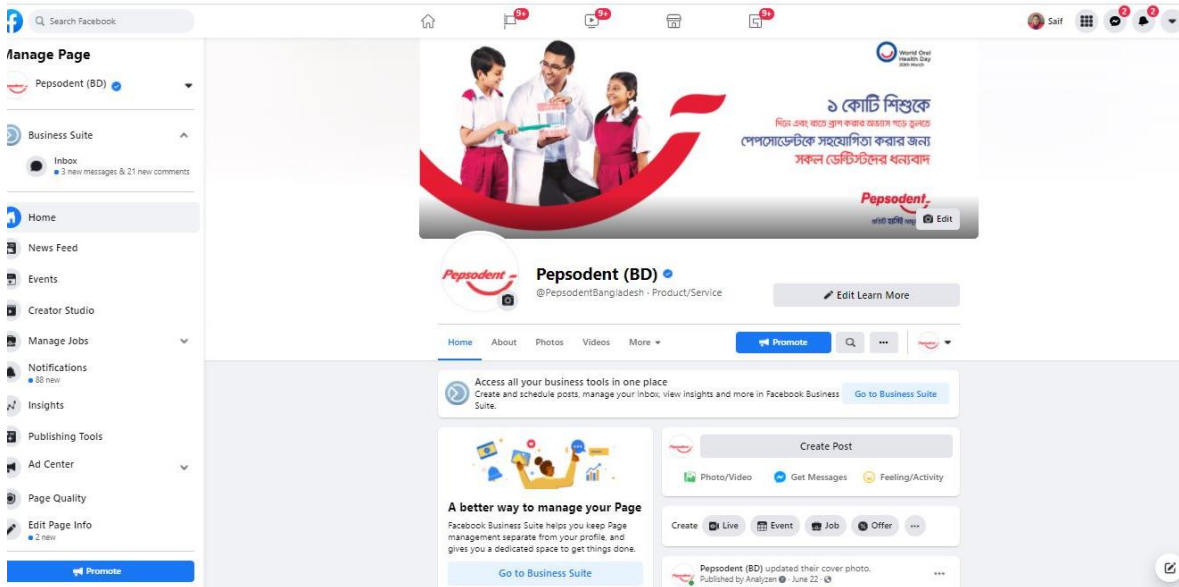 Search Facebook
9+
9+
9+
Saif
2
2
Manage Page
Pepsodent (BD)
Business Suite
Inbox
3 new messages & 21 new comments
Home
News Feed
Events
Creator Studio
Manage Jobs
Notifications
88 new
Insights
Publishing Tools
Ad Center
Page Quality
Edit Page Info
2 new
Promote
World Oral
Health Day
20th March
১ কোটি শিশুকে
দিনে এবং রাতে ব্রাশ করার অভ্যাস গড়ে তুলতে
পেপসোডেন্টকে সহযোগিতা করার জন্য
সকল ডেন্টিস্টদের ধন্যবাদ
Pepsodent
প্রতিটি হাসিই
Edit
Pepsodent
Pepsodent (BD)
@PepsodentBangladesh · Product/Service
Edit Learn More
Home About Photos Videos More
Promote
Access all your business tools in one place
Create and schedule posts, manage your inbox, view insights and more in Facebook Business
Suite.
Go to Business Suite
A better way to manage your Page
Facebook Business Suite helps you keep Page
management separate from your profile, and
gives you a dedicated space to get things done.
Go to Business Suite
Create Post
Photo/Video Get Messages Feeling/Activity
Create Live Event Job Offer
Pepsodent (BD) updated their cover photo.
Published by Analyzen · June 22 ·